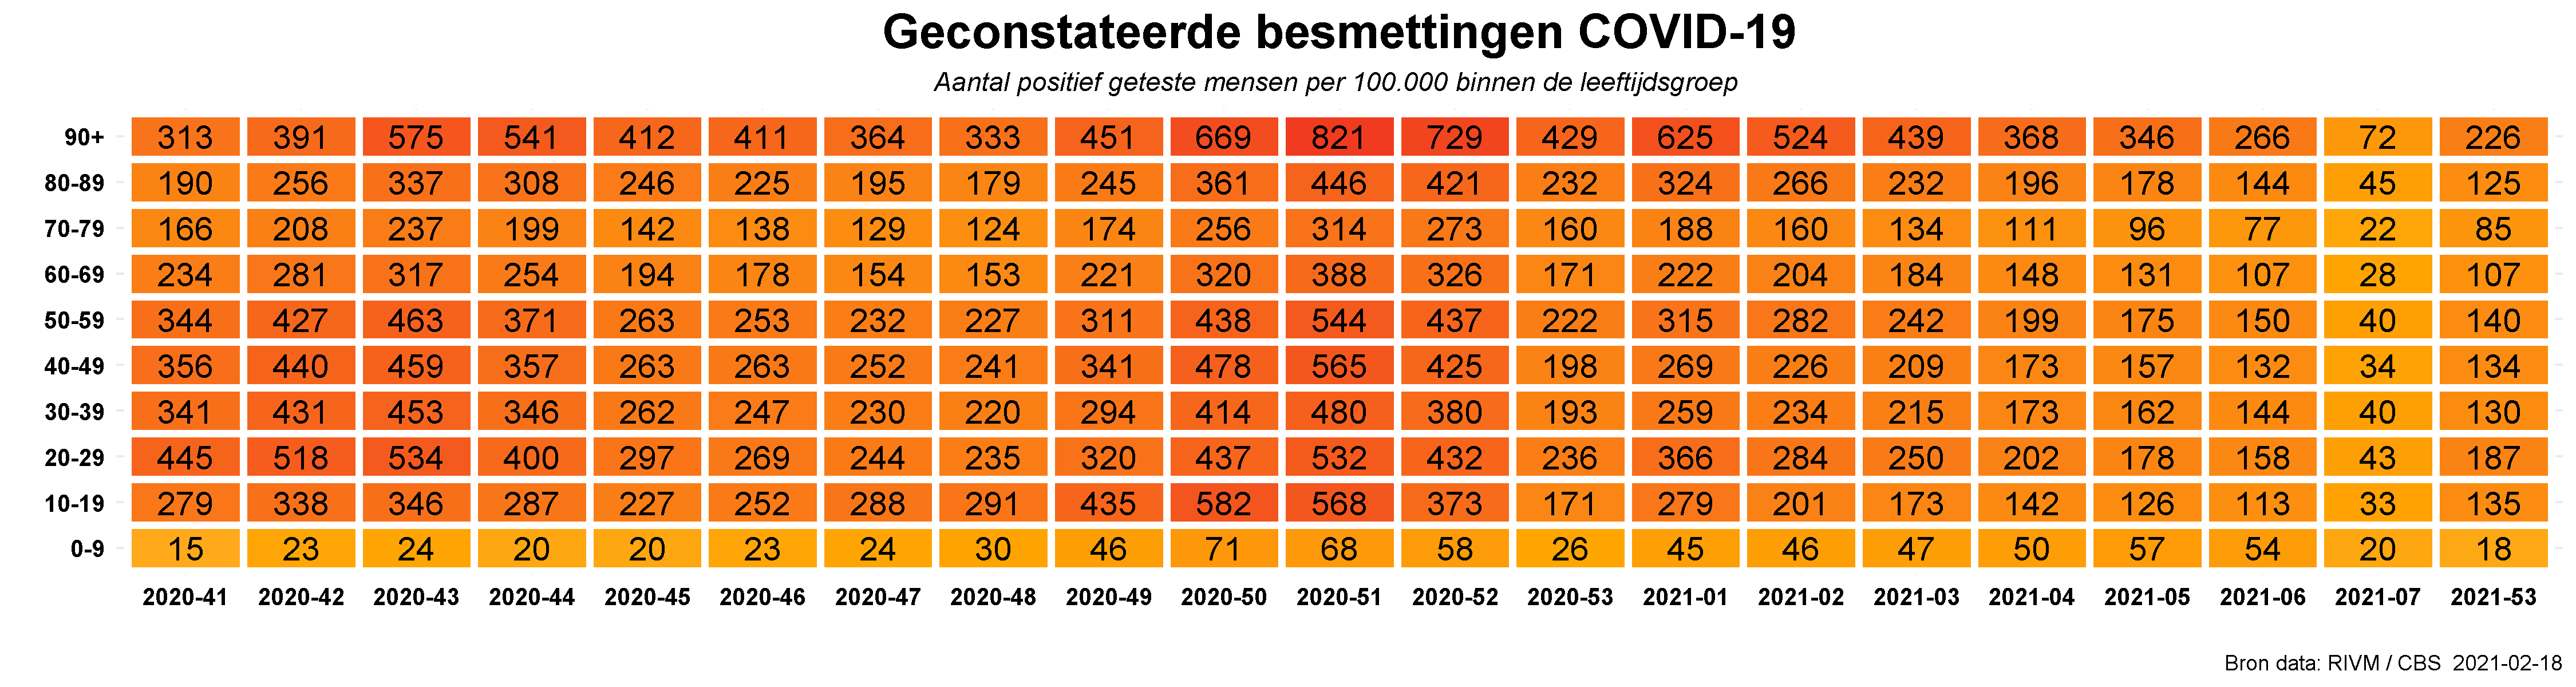 Geconstateerde besmettingen COVID-19
Aantal positief geteste mensen per 100.000 binnen de leeftijdsgroep
90+ 313 391 575 541 412 411 364 333 451 669 821 729 429 625 524 439 368 346 266 72 226
80-89 190 256 337 308 246 225 195 179 245 361 446 421 232 324 266 232 196 178 144 45 125
70-79 166 208 237 199 142 138 129 124 174 256 314 273 160 188 160 134 111 96 77 22 85
60-69 234 281 317 254 194 178 154 153 221 320 388 326 171 222 204 184 148 131 107 28 107
50-59 344 427 463 371 263 253 232 227 311 438 544 437 222 315 282 242 199 175 150 40 140
40-49 356 440 459 357 263 263 252 241 341 478 565 425 198 269 226 209 173 157 132 34 134
30-39 341 431 453 346 262 247 230 220 294 414 480 380 193 259 234 215 173 162 144 40 130
20-29 445 518 534 400 297 269 244 235 320 437 532 432 236 366 284 250 202 178 158 43 187
10-19 279 338 346 287 227 252 288 291 435 582 568 373 171 279 201 173 142 126 113 33 135
0-9 15 23 24 20 20 23 24 30 46 71 68 58 26 45 46 47 50 57 54 20 18
2020-41 2020-42 2020-43 2020-44 2020-45 2020-46 2020-47 2020-48 2020-49 2020-50 2020-51 2020-52 2020-53 2021-01 2021-02 2021-03 2021-04 2021-05 2021-06 2021-07 2021-53
Bron data: RIVM / CBS 2021-02-18